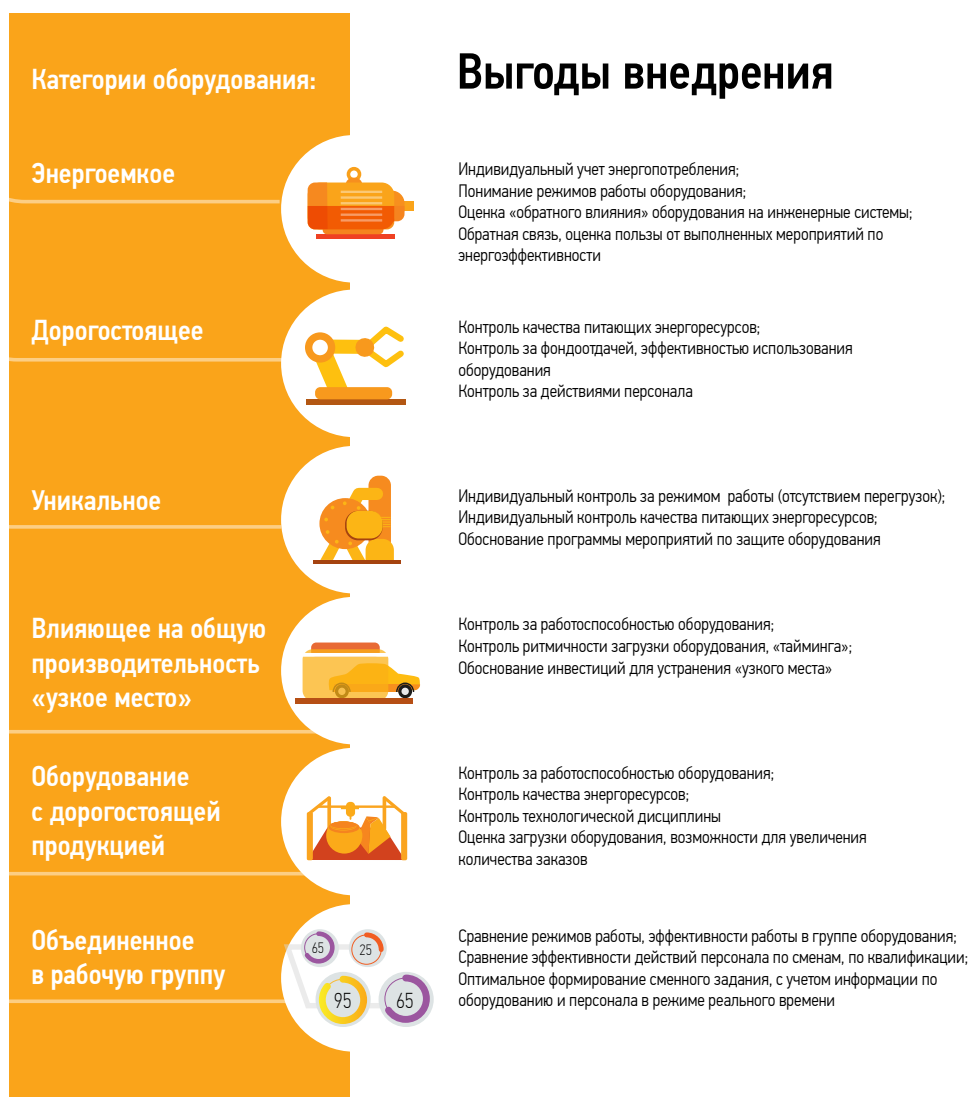 Категории оборудования:
Выгоды внедрения
Энергоемкое
Индивидуальный учет энергопотребления;
Понимание режимов работы оборудования;
Оценка «обратного влияния» оборудования на инженерные системы;
Обратная связь, оценка пользы от выполненных мероприятий по
энергоэффективности
Дорогостоящее
Контроль качества питающих энергоресурсов;
Контроль за фондоотдачей, эффективностью использования
оборудования
Контроль за действиями персонала
Уникальное
Индивидуальный контроль за режимом работы (отсутствием перегрузок);
Индивидуальный контроль качества питающих энергоресурсов;
Обоснование программы мероприятий по защите оборудования
Влияющее на общую
производительность
«узкое место»
Контроль за работоспособностью оборудования;
Контроль ритмичности загрузки оборудования, «тайминга»;
Обоснование инвестиций для устранения «узкого места»
Оборудование
с дорогостоящей
продукцией
Контроль за работоспособностью оборудования;
Контроль качества энергоресурсов;
Контроль технологической дисциплины
Оценка загрузки оборудования, возможности для увеличения
количества заказов
Объединенное
в рабочую группу
65
25
95
65
Сравнение режимов работы, эффективности работы в группе оборудования;
Сравнение эффективности действий персонала по сменам, по квалификации;
Оптимальное формирование сменного задания, с учетом информации по
оборудованию и персонала в режиме реального времени